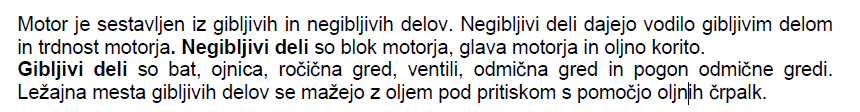 Motor je sestavljen iz gibljivih in negibljivih delov. Negibljivi deli dajejo vodilo gibljivim delom
in trdnost motorja. Negibljivi deli so blok motorja, glava motorja in oljno korito.
Gibljivi deli so bat, ojnica, ročična gred, ventili, odmična gred in pogon odmične gredi.
Ležajna mesta gibljivih delov se mažejo z oljem pod pritiskom s pomočjo oljnih črpalk.